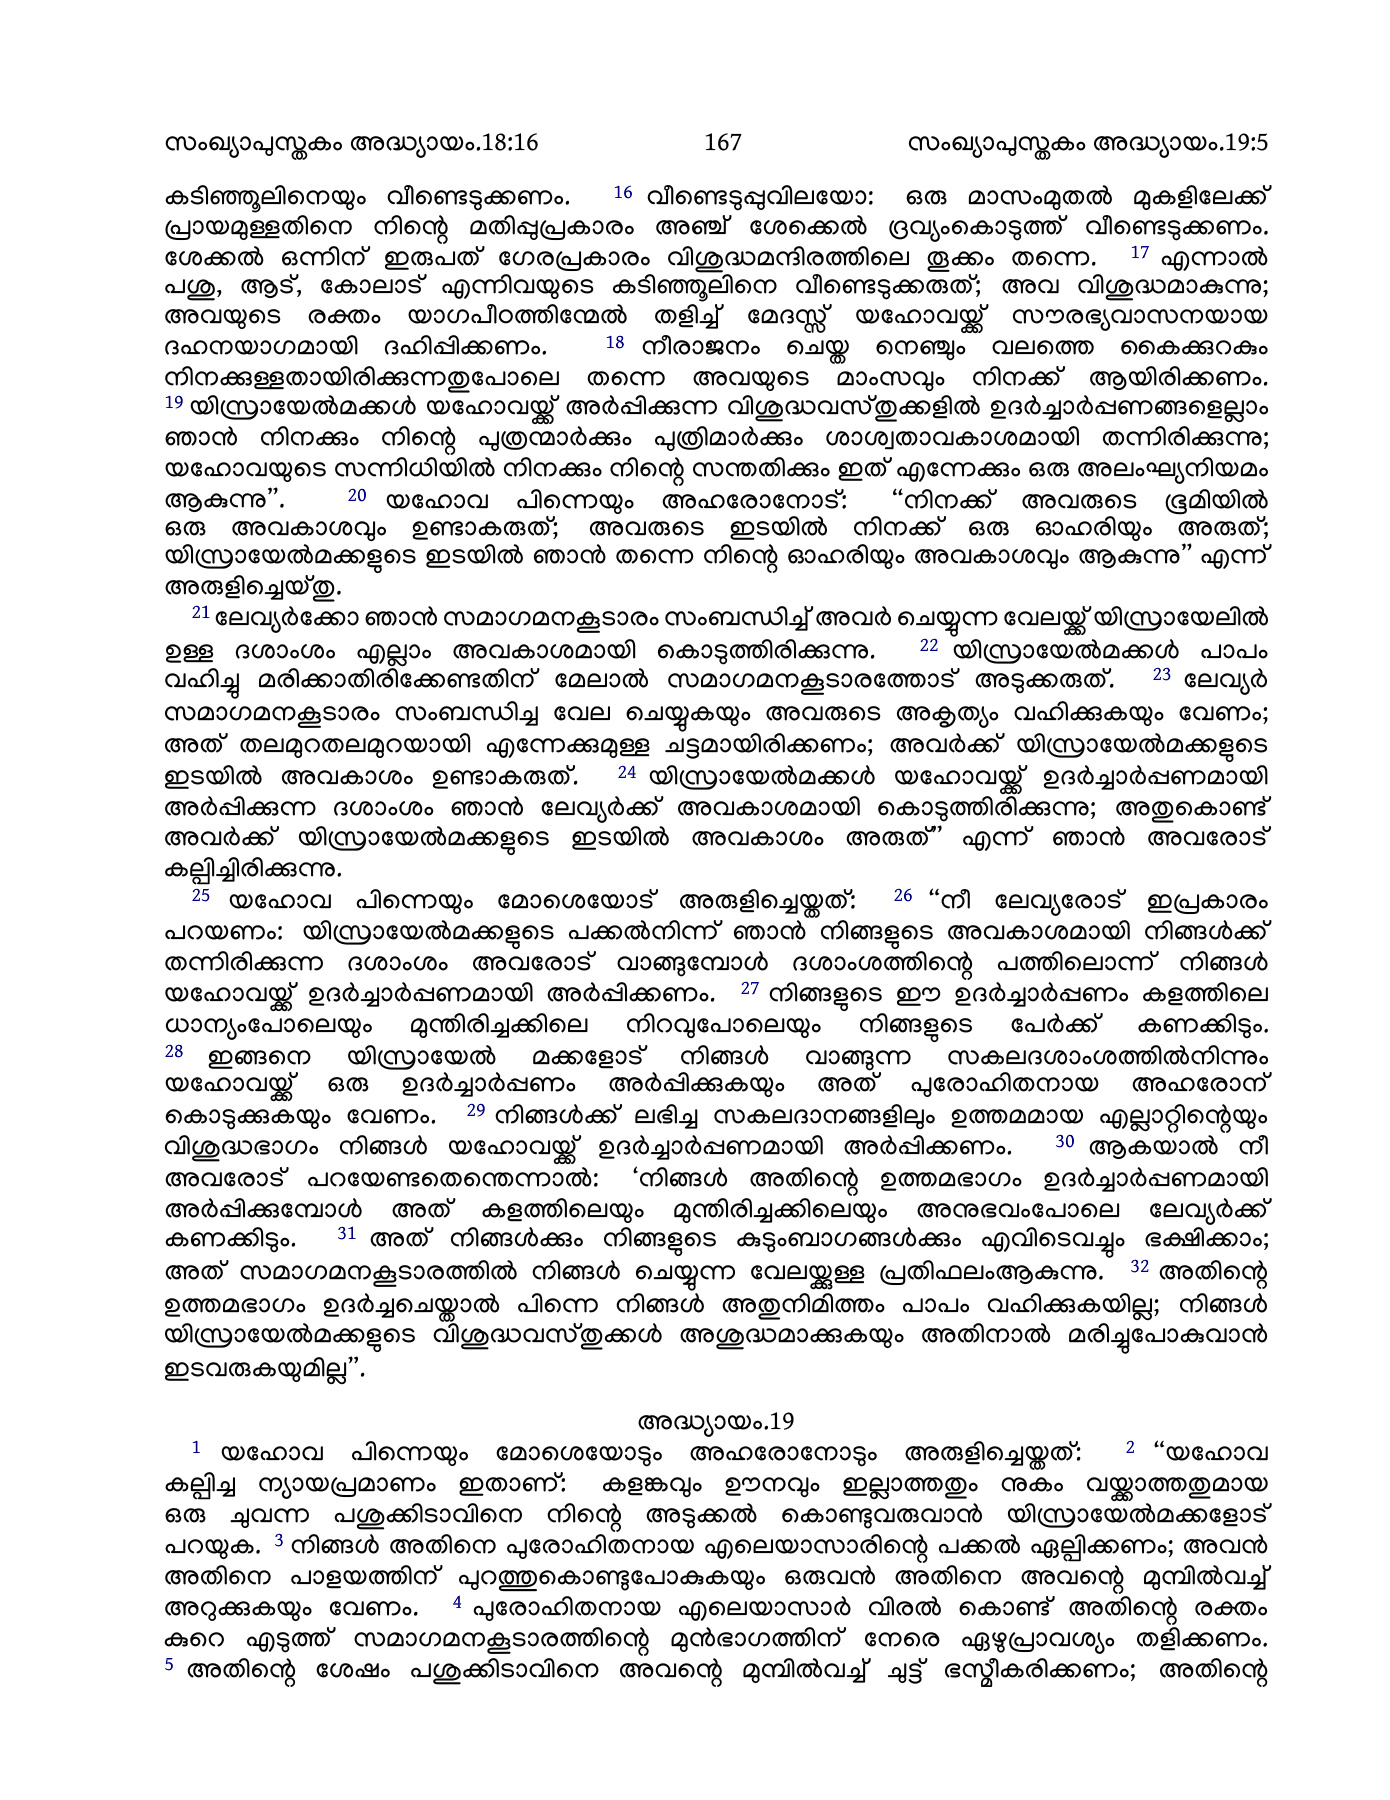 സംഖ്യാപുസ്തകം അദ്ധ്യായം.18:16 167 സംഖ്യാപുസ്തകം അദ്ധ്യായം.19:5
കടിഞ്ഞൂലിനെയും വീണ്ടെടുക്കണം. 16 വീണ്ടെടുപ്പുവിലയോ: ഒരു മാസംമുതൽ മുകളിലേക്ക്
പ്രായമുള്ളതിനെ നിന്റെ മതിപ്പുപ്രകാരം അഞ്ച് ശേക്കെൽ ദ്രവ്യംകൊടുത്ത് വീണ്ടെടുക്കണം.
ശേക്കൽ ഒന്നിന് ഇരുപത് ഗേരപ്രകാരം വിശുദ്ധമന്ദിരത്തിലെ തൂക്കം തന്നെ. 17 എന്നാൽ
പശു, ആട്, കോലാട് എന്നിവയുടെ കടിഞ്ഞൂലിനെ വീണ്ടെടുക്കരുത്; അവ വിശുദ്ധമാകുന്നു;
അവയുടെ രക്തം യാഗപീഠത്തിന്മേൽ തളിച്ച് മേദസ്സ് യഹോവയ്ക്ക് സൗരഭ്യവാസനയായ
ദഹനയാഗമായി ദഹിപ്പിക്കണം. 18 നീരാജനം ചെയ്ത നെഞ്ചും വലത്തെ കൈക്കുറകും
നിനക്കുള്ളതായിരിക്കുന്നതുപോലെ തന്നെ അവയുടെ മാംസവും നിനക്ക് ആയിരിക്കണം.
19 യിസ്രായേൽമക്കൾ യഹോവയ്ക്ക് അർപ്പിക്കുന്ന വിശുദ്ധവസ്തുക്കളിൽ ഉദർച്ചാർപ്പണങ്ങളെല്ലാം
ഞാൻ നിനക്കും നിന്റെ പുത്രന്മാർക്കും പുത്രിമാർക്കും ശാശ്വതാവകാശമായി തന്നിരിക്കുന്നു;
യഹോവയുടെ സന്നിധിയിൽ നിനക്കും നിന്റെ സന്തതിക്കും ഇത് എന്നേക്കും ഒരു അലംഘ്യനിയമം
ആകുന്നു”. 20 യഹോവ പിന്നെയും അഹരോനോട്: “നിനക്ക് അവരുടെ ഭൂമിയിൽ
ഒരു അവകാശവും ഉണ്ടാകരുത്; അവരുടെ ഇടയിൽ നിനക്ക് ഒരു ഓഹരിയും അരുത്;
യിസ്രായേൽമക്കളുടെ ഇടയിൽ ഞാൻ തന്നെ നിന്റെ ഓഹരിയും അവകാശവും ആകുന്നു” എന്ന്
അരുളിച്ചെയ്തു.
21 ലേവ്യർക്കോ ഞാൻ സമാഗമനകൂടാരം സംബന്ധിച്ച് അവർ ചെയ്യുന്ന വേലയ്ക്ക് യിസ്രായേലിൽ
ഉള്ള ദശാംശം എല്ലാം അവകാശമായി കൊടുത്തിരിക്കുന്നു. 22 യിസ്രായേൽമക്കൾ പാപം
വഹിച്ചു മരിക്കാതിരിക്കേണ്ടതിന് മേലാൽ സമാഗമനകൂടാരത്തോട് അടുക്കരുത്. 23 ലേവ്യർ
സമാഗമനകൂടാരം സംബന്ധിച്ച വേല ചെയ്യുകയും അവരുടെ അകൃത്യം വഹിക്കുകയും വേണം;
അത് തലമുറതലമുറയായി എന്നേക്കുമുള്ള ചട്ടമായിരിക്കണം; അവർക്ക് യിസ്രായേൽമക്കളുടെ
ഇടയിൽ അവകാശം ഉണ്ടാകരുത്. 24 യിസ്രായേൽമക്കൾ യഹോവയ്ക്ക് ഉദർച്ചാർപ്പണമായി
അർപ്പിക്കുന്ന ദശാംശം ഞാൻ ലേവ്യർക്ക് അവകാശമായി കൊടുത്തിരിക്കുന്നു; അതുകൊണ്ട്
അവർക്ക് യിസ്രായേൽമക്കളുടെ ഇടയിൽ അവകാശം അരുത്” എന്ന് ഞാൻ അവരോട്
കല്പിച്ചിരിക്കുന്നു.
25 യഹോവ പിന്നെയും മോശെയോട് അരുളിച്ചെയ്തത്: 26 “നീ ലേവ്യരോട് ഇപ്രകാരം
പറയണം: യിസ്രായേൽമക്കളുടെ പക്കൽനിന്ന് ഞാൻ നിങ്ങളുടെ അവകാശമായി നിങ്ങൾക്ക്
തന്നിരിക്കുന്ന ദശാംശം അവരോട് വാങ്ങുമ്പോൾ ദശാംശത്തിന്റെ പത്തിലൊന്ന് നിങ്ങൾ
യഹോവയ്ക്ക് ഉദർച്ചാർപ്പണമായി അർപ്പിക്കണം. 27 നിങ്ങളുടെ ഈ ഉദർച്ചാർപ്പണം കളത്തിലെ
ധാന്യംപോലെയും മുന്തിരിച്ചക്കിലെ നിറവുപോലെയും നിങ്ങളുടെ പേർക്ക് കണക്കിടും.
28 ഇങ്ങനെ യിസ്രായേൽ മക്കളോട് നിങ്ങൾ വാങ്ങുന്ന സകലദശാംശത്തിൽനിന്നും
യഹോവയ്ക്ക് ഒരു ഉദർച്ചാർപ്പണം അർപ്പിക്കുകയും അത് പുരോഹിതനായ അഹരോന്
കൊടുക്കുകയും വേണം. 29 നിങ്ങൾക്ക് ലഭിച്ച സകലദാനങ്ങളിലും ഉത്തമമായ എല്ലാറ്റിന്റെയും
വിശുദ്ധഭാഗം നിങ്ങൾ യഹോവയ്ക്ക് ഉദർച്ചാർപ്പണമായി അർപ്പിക്കണം. 30 ആകയാൽ നീ
അവരോട് പറയേണ്ടതെന്തെന്നാൽ: ‘നിങ്ങൾ അതിന്റെ ഉത്തമഭാഗം ഉദർച്ചാർപ്പണമായി
അർപ്പിക്കുമ്പോൾ അത് കളത്തിലെയും മുന്തിരിച്ചക്കിലെയും അനുഭവംപോലെ ലേവ്യർക്ക്
കണക്കിടും. 31 അത് നിങ്ങൾക്കും നിങ്ങളുടെ കുടുംബാഗങ്ങൾക്കും എവിടെവച്ചും ഭക്ഷിക്കാം;
അത് സമാഗമനകൂടാരത്തിൽ നിങ്ങൾ ചെയ്യുന്ന വേലയ്ക്കുള്ള പ്രതിഫലംആകുന്നു. 32 അതിന്റെ
ഉത്തമഭാഗം ഉദർച്ചചെയ്താൽ പിന്നെ നിങ്ങൾ അതുനിമിത്തം പാപം വഹിക്കുകയില്ല; നിങ്ങൾ
യിസ്രായേൽമക്കളുടെ വിശുദ്ധവസ്തുക്കൾ അശുദ്ധമാക്കുകയും അതിനാൽ മരിച്ചുപോകുവാൻ
ഇടവരുകയുമില്ല”.
അദ്ധ്യായം.19
1 യഹോവ പിന്നെയും മോശെയോടും അഹരോനോടും അരുളിച്ചെയ്തത്: 2 “യഹോവ
കല്പിച്ച ന്യായപ്രമാണം ഇതാണ്: കളങ്കവും ഊനവും ഇല്ലാത്തതും നുകം വയ്ക്കാത്തതുമായ
ഒരു ചുവന്ന പശുക്കിടാവിനെ നിന്റെ അടുക്കൽ കൊണ്ടുവരുവാൻ യിസ്രായേൽമക്കളോട്
പറയുക. 3 നിങ്ങൾ അതിനെ പുരോഹിതനായ എലെയാസാരിന്റെ പക്കൽ ഏല്പിക്കണം; അവൻ
അതിനെ പാളയത്തിന് പുറത്തുകൊണ്ടുപോകുകയും ഒരുവൻ അതിനെ അവന്റെ മുമ്പിൽവച്ച്
അറുക്കുകയും വേണം. 4 പുരോഹിതനായ എലെയാസാർ വിരൽ കൊണ്ട് അതിന്റെ രക്തം
കുറെ എടുത്ത് സമാഗമനകൂടാരത്തിന്റെ മുൻഭാഗത്തിന് നേരെ ഏഴുപ്രാവശ്യം തളിക്കണം.
5 അതിന്റെ ശേഷം പശുക്കിടാവിനെ അവന്റെ മുമ്പിൽവച്ച് ചുട്ട് ഭസ്മീകരിക്കണം; അതിന്റെ